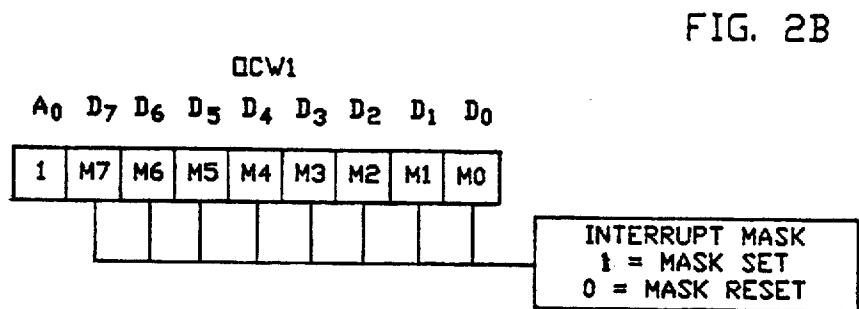 FIG. 2B
OCW1
A0 D7 D6 D5 D4 D3 D2 D1 D0
1 M7 M6 M5 M4 M3 M2 M1 M0
INTERRUPT MASK
1 = MASK SET
0 = MASK RESET